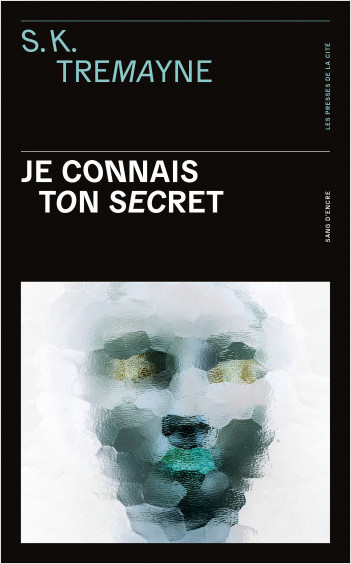 S. K.
TREMAYNE
LES PRESSES DE LA CITÉ
JE CONNAIS
TON SECRET
SANG D'ENCRE